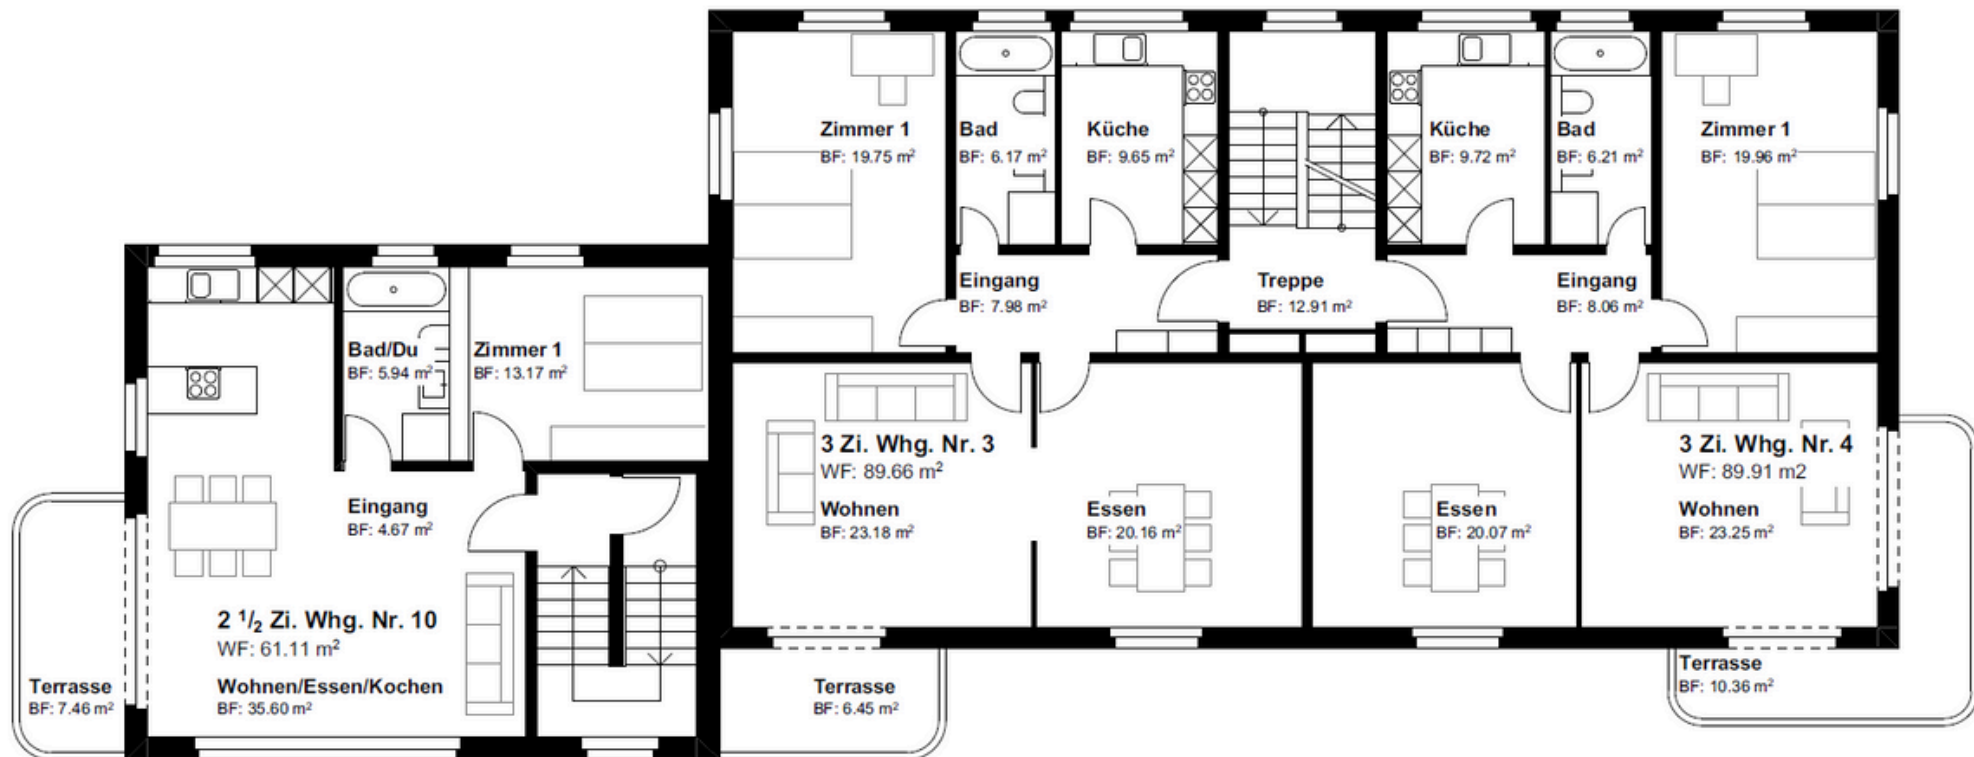 Zimmer 1
BF: 19.75 m²
Bad
BF: 6.17 m²
Küche
BF: 9.65 m²
Küche
BF: 9.72 m²
Bad
BF: 6.21 m²
Zimmer 1
BF: 19.96 m²
Eingang
BF: 7.98 m²
Treppe
BF: 12.91 m²
Eingang
BF: 8.06 m²
Bad/Du
BF: 5.94 m²
Zimmer 1
BF: 13.17 m²
3 Zi. Whg. Nr. 3
WF: 89.66 m²
Wohnen
BF: 23.18 m²
Essen
BF: 20.16 m²
Essen
BF: 20.07 m²
3 Zi. Whg. Nr. 4
WF: 89.91 m2
Wohnen
BF: 23.25 m²
Eingang
BF: 4.67 m²
2 ¹/₂ Zi. Whg. Nr. 10
WF: 61.11 m²
Wohnen/Essen/Kochen
BF: 35.60 m²
Terrasse
BF: 7.46 m²
Terrasse
BF: 6.45 m²
Terrasse
BF: 10.36 m²